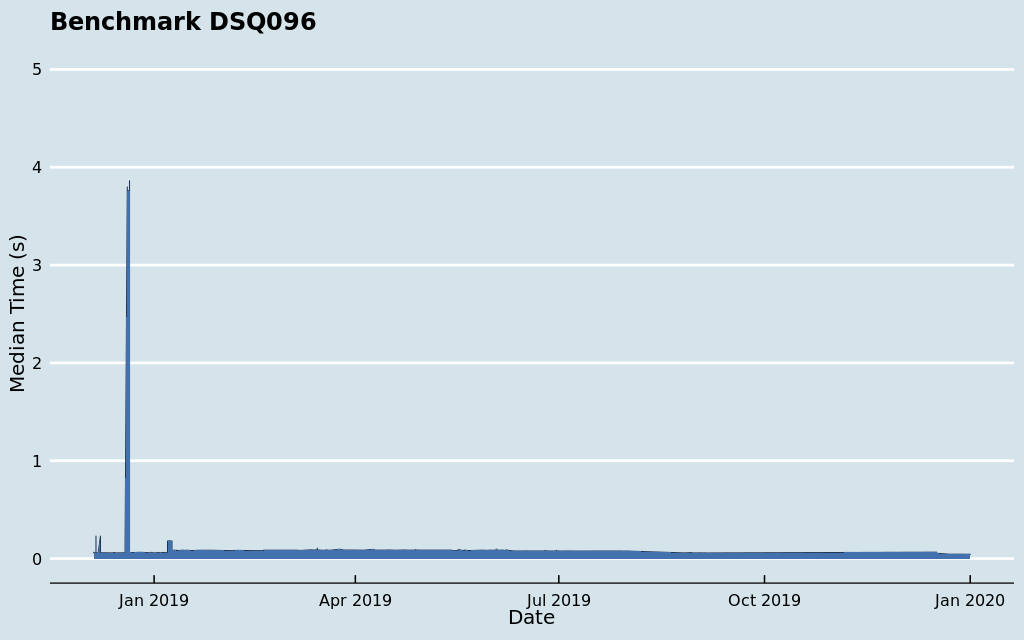 Benchmark DSQ096
5
4
3
2
1
0
Median Time (s)
Jan 2019
Apr 2019
Jul 2019
Oct 2019
Jan 2020
Date